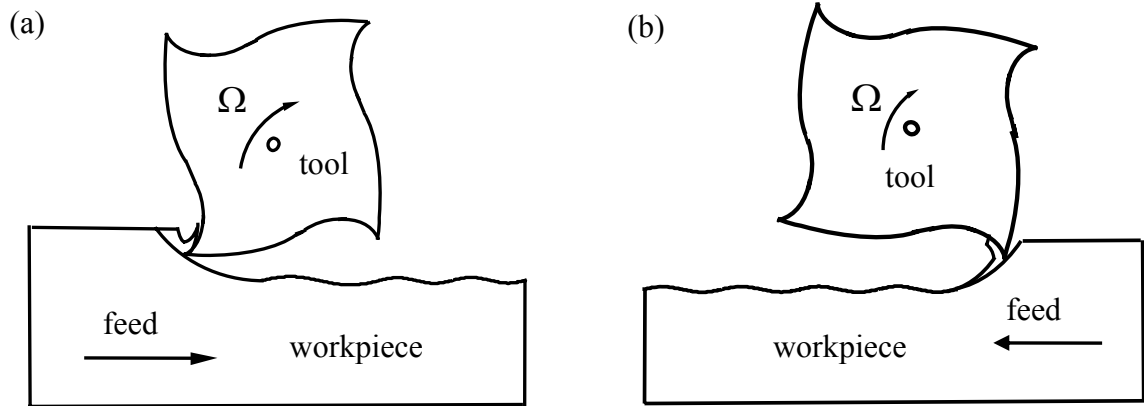 (a)
Ω
tool
feed
workpiece
(b)
Ω
tool
feed
workpiece